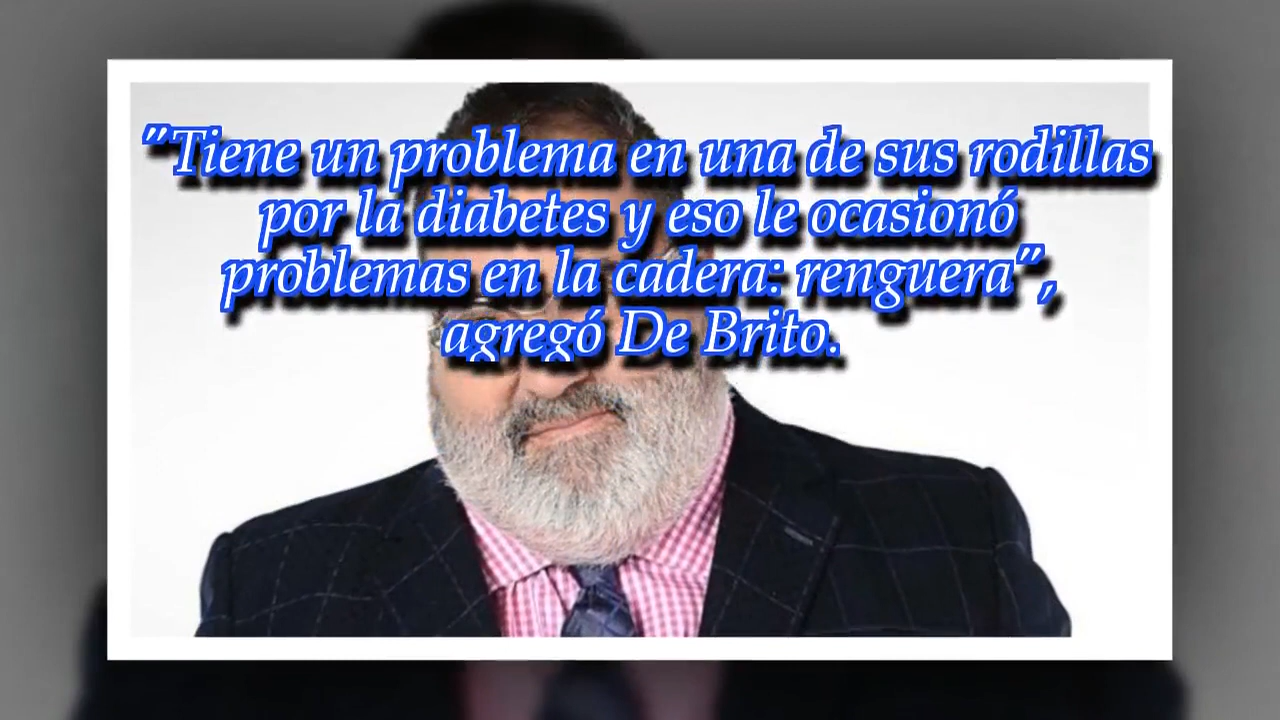 "Tiene un problema en una de sus rodillas
por la diabetes y eso le ocasionó
problemas en la cadera: renguera",
agregó De Brito.